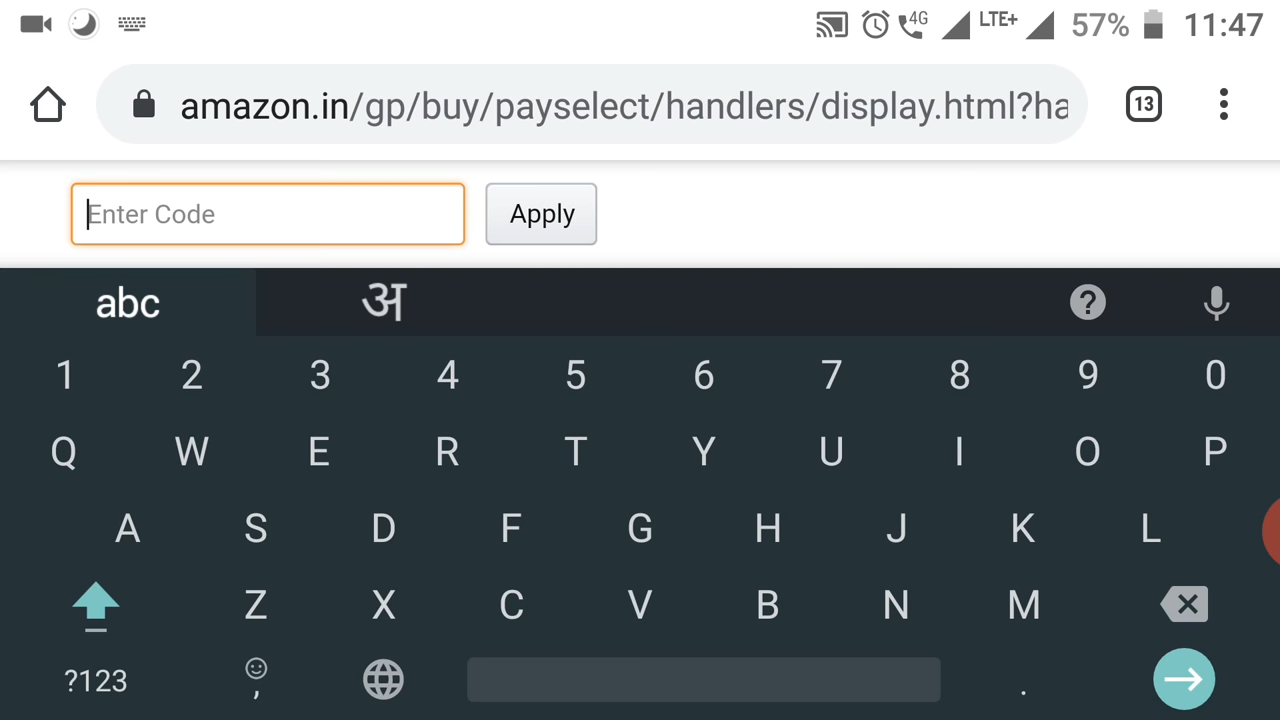 4G LTE+ 57% 11:47
amazon.in/gp/buy/payselect/handlers/display.html?ha 13
Enter Code Apply
abc अ ?
1 2 3 4 5 6 7 8 9 0
Q W E R T Y U I O P
A S D F G H J K L
Z X C V B N M
?123 , .